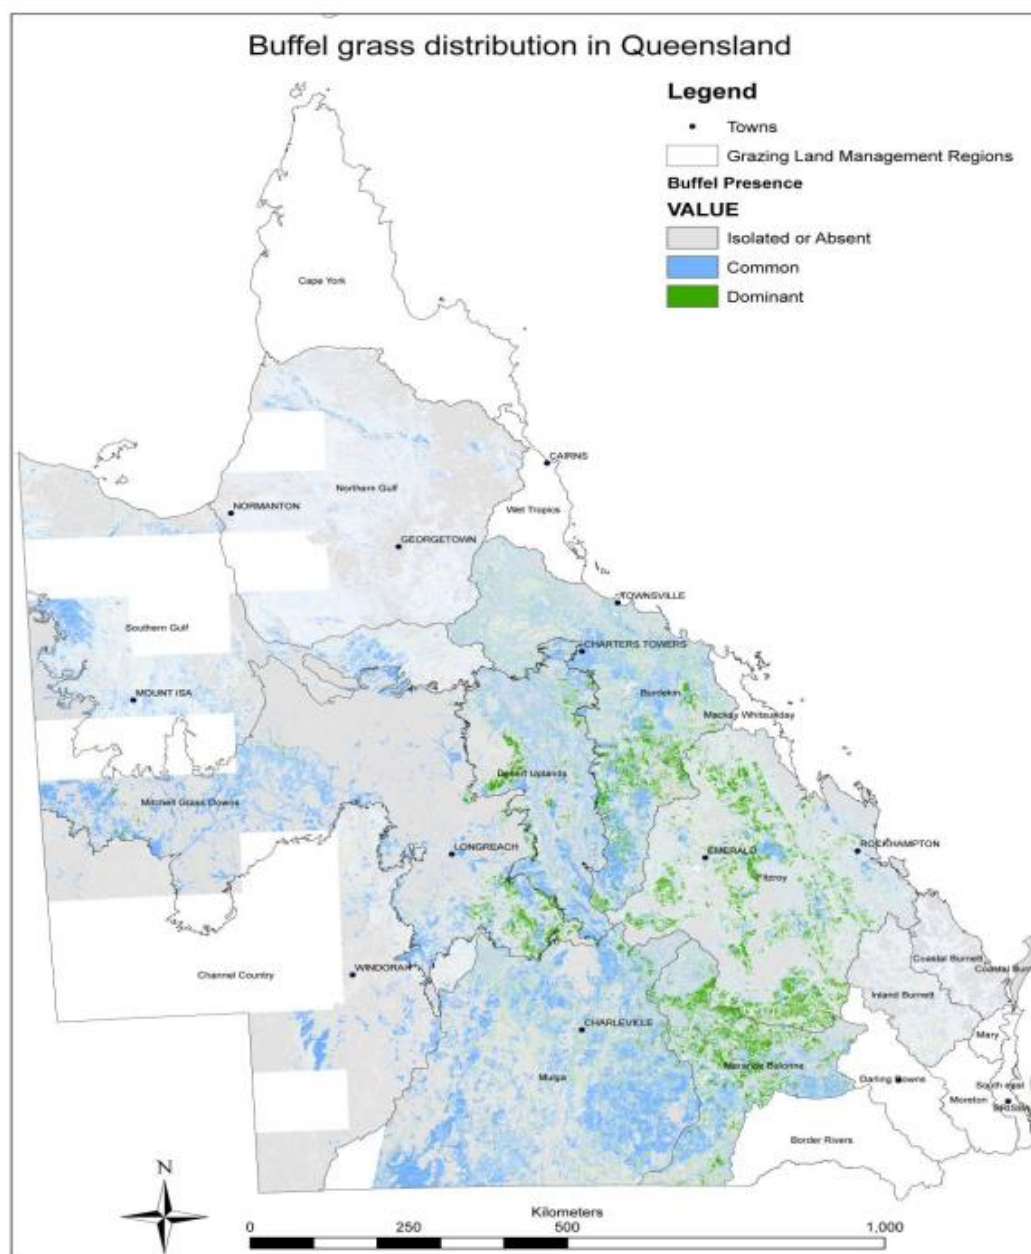 Buffel grass distribution in Queensland
Legend
Towns
Grazing Land Management Regions
Buffel Presence
VALUE
Isolated or Absent
Common
Dominant
Cape York
CAIRNS
Northern Gulf
NORMANTON
Wet Tropics
GEORGETOWN
TOWNSVILLE
Southern Gulf
CHARTERS TOWERS
MOUNT ISA
Burdekin
Mackay Whitsunday
Desert Uplands
Mitchell Grass Downs
LONGREACH
EMERALD
ROCKHAMPTON
Fitzroy
Coastal Burnett
Coastal Burn
Channel Country
WINDORAH
Inland Burnett
CHARLEVILLE
Mary
Maranoa Balonne
Mulga
Darling Downs
South east
Moreton
BRISBA
Border Rivers
N
Kilometers
0 250 500 1,000